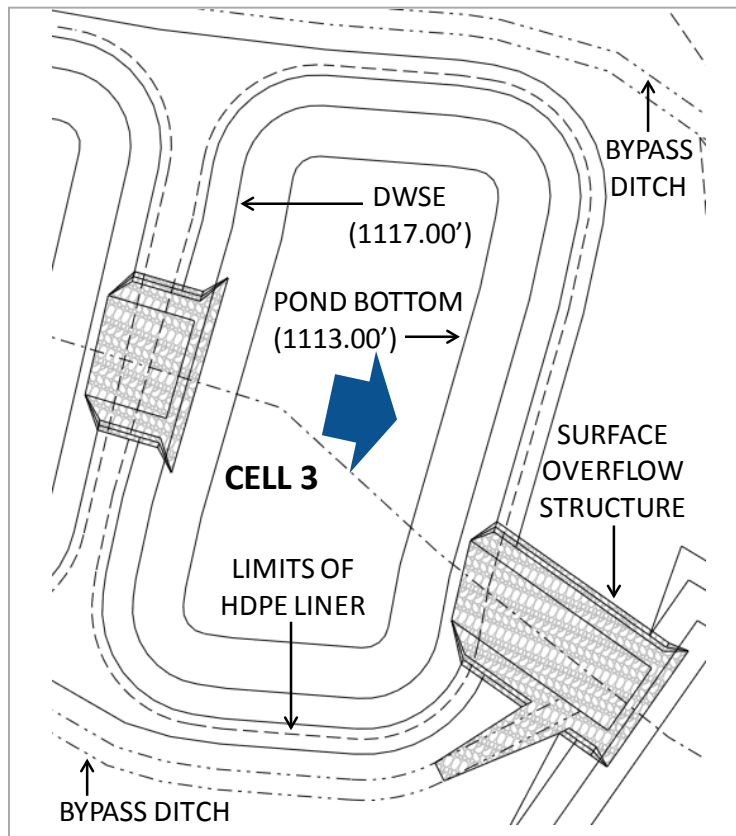 BYPASS
DITCH
DWSE
(1117.00')
POND BOTTOM
(1113.00')
SURFACE
OVERFLOW
STRUCTURE
CELL 3
LIMITS OF
HDPE LINER
BYPASS DITCH